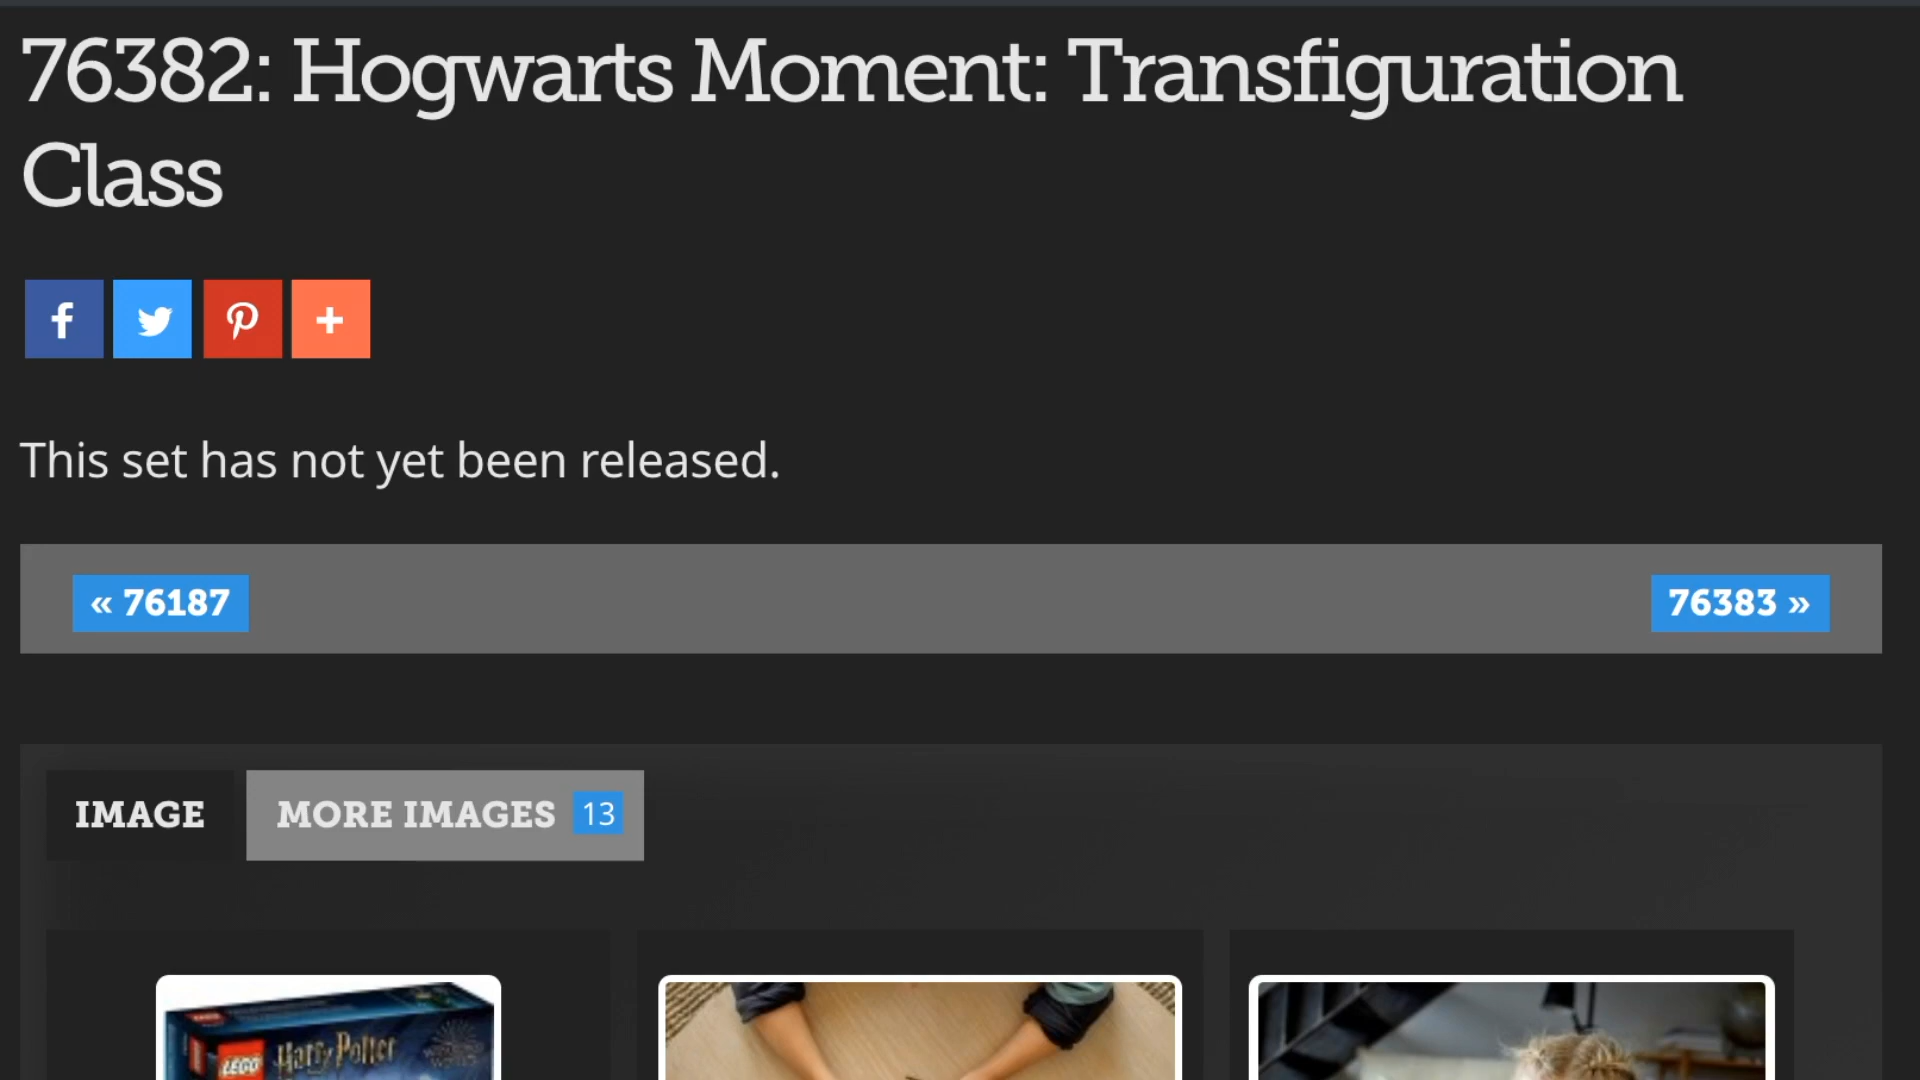 76382: Hogwarts Moment: Transfiguration
Class
f
+
This set has not yet been released.
« 76187
76383 »
IMAGE
MORE IMAGES 13
LEGO
LEGO
Harry Potter